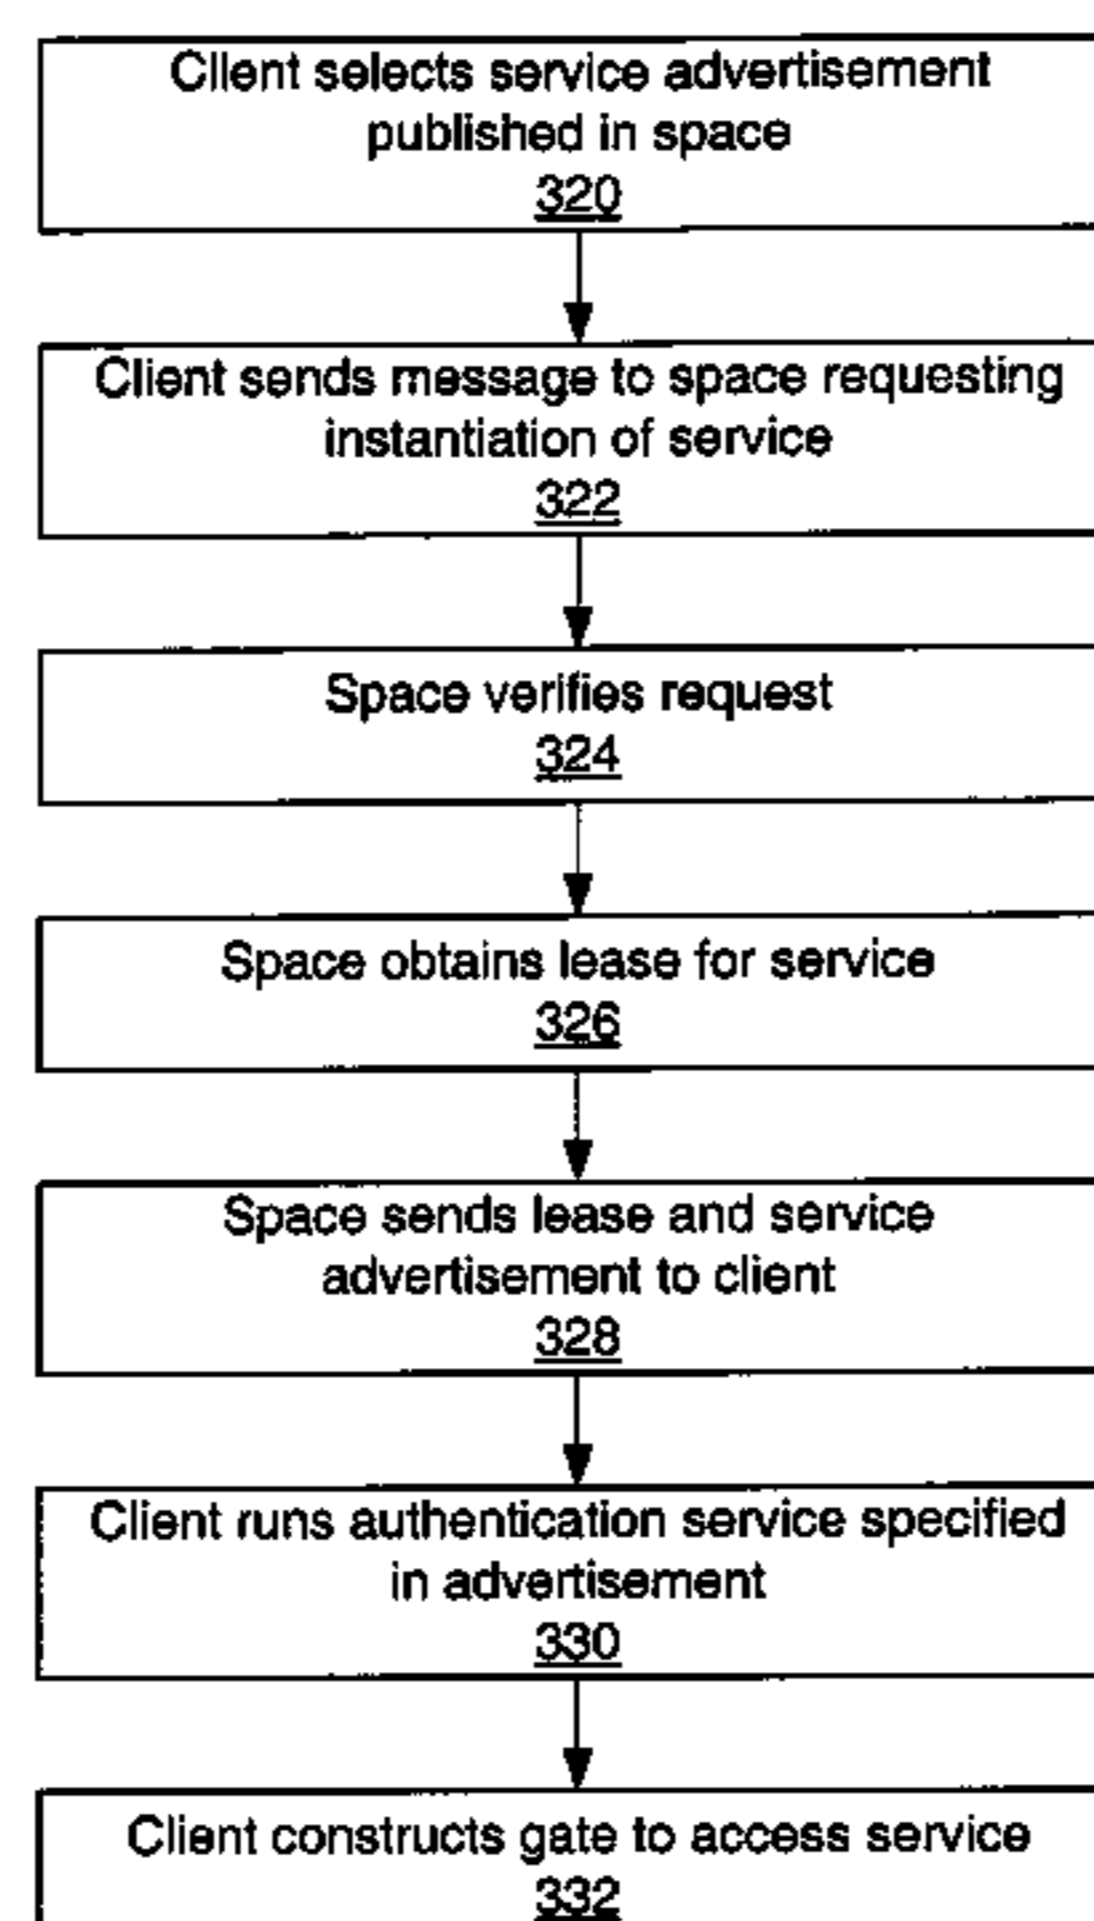 Client selects service advertisement
published in space
320
Client sends message to space requesting
instantiation of service
322
Space verifies request
324
Space obtains lease for service
326
Space sends lease and service
advertisement to client
328
Client runs authentication service specified
in advertisement
330
Client constructs gate to access service
332